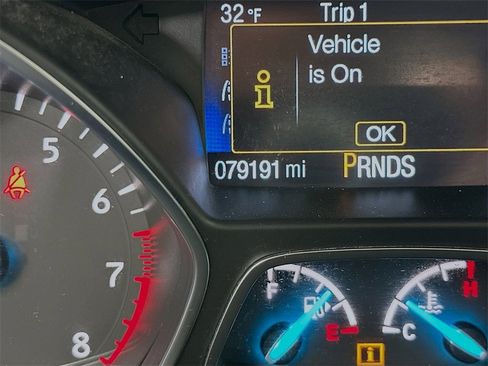 32°F Trip 1
Vehicle
is On
i
OK
079191 mi PRNDS
5
6
7
8
F E
C H
i